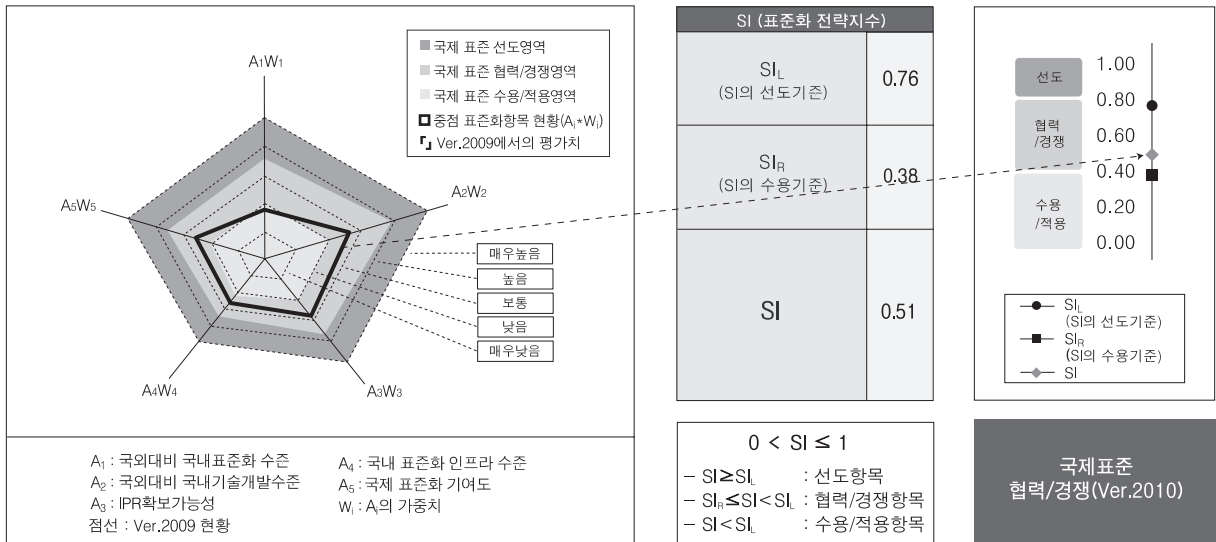 A₁W₁
A₂W₂
A₃W₃
A₄W₄
A₅W₅
국제 표준 선도영역
국제 표준 협력/경쟁영역
국제 표준 수용/적용영역
중점 표준화항목 현황(Aᵢ*Wᵢ)
Ver.2009에서의 평가치
매우높음
높음
보통
낮음
매우낮음
A₁ : 국외대비 국내표준화 수준
A₂ : 국외대비 국내기술개발수준
A₃ : IPR확보가능성
점선 : Ver.2009 현황
A₄ : 국내 표준화 인프라 수준
A₅ : 국제 표준화 기여도
Wᵢ : Aᵢ의 가중치
SI (표준화 전략지수)
SI_L
(SI의 선도기준)
0.76
SI_R
(SI의 수용기준)
0.38
SI
0.51
0 < SI ≤ 1
– SI≥SI_L : 선도항목
– SI_R≤SI<SI_L : 협력/경쟁항목
– SI<SI_L : 수용/적용항목
선도
협력
/경쟁
수용
/적용
1.00
0.80
0.60
0.40
0.20
0.00
SI_L
(SI의 선도기준)
SI_R
(SI의 수용기준)
SI
국제표준
협력/경쟁(Ver.2010)